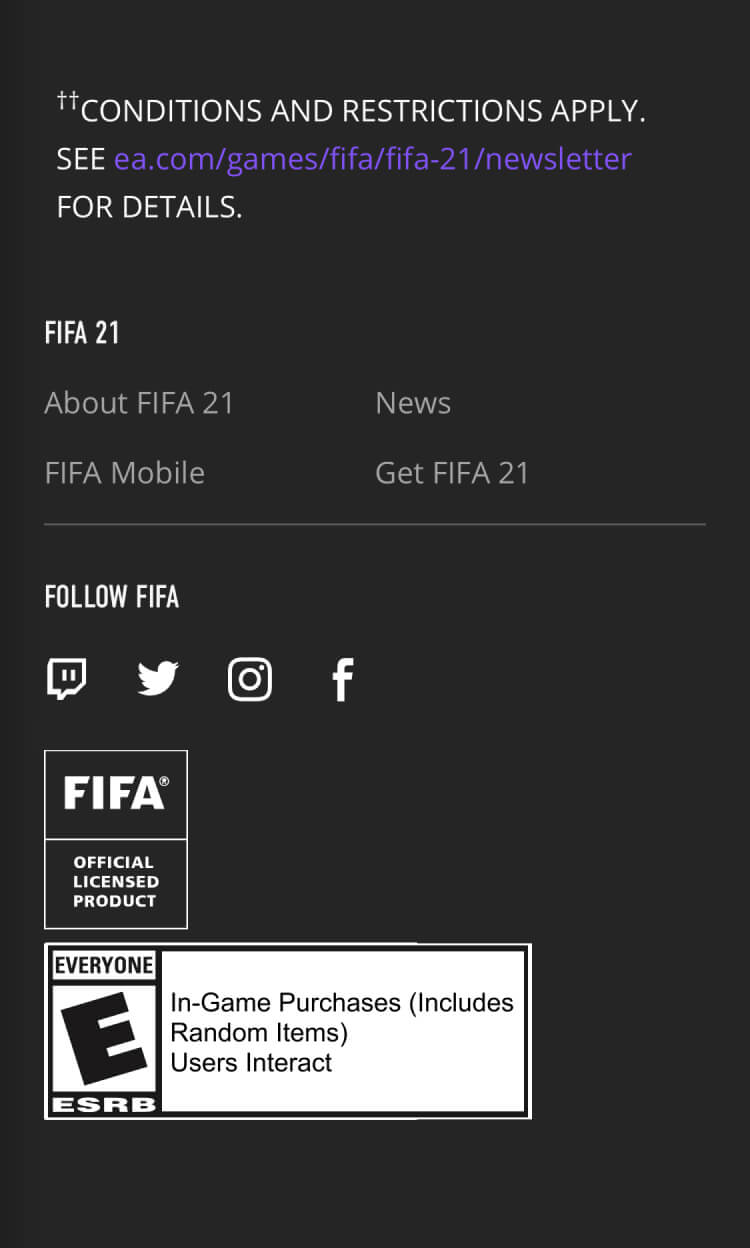 ††CONDITIONS AND RESTRICTIONS APPLY.
SEE ea.com/games/fifa/fifa-21/newsletter
FOR DETAILS.
FIFA 21
About FIFA 21
News
FIFA Mobile
Get FIFA 21
FOLLOW FIFA
FIFA®
OFFICIAL
LICENSED
PRODUCT
EVERYONE
E
ESRB
In-Game Purchases (Includes
Random Items)
Users Interact